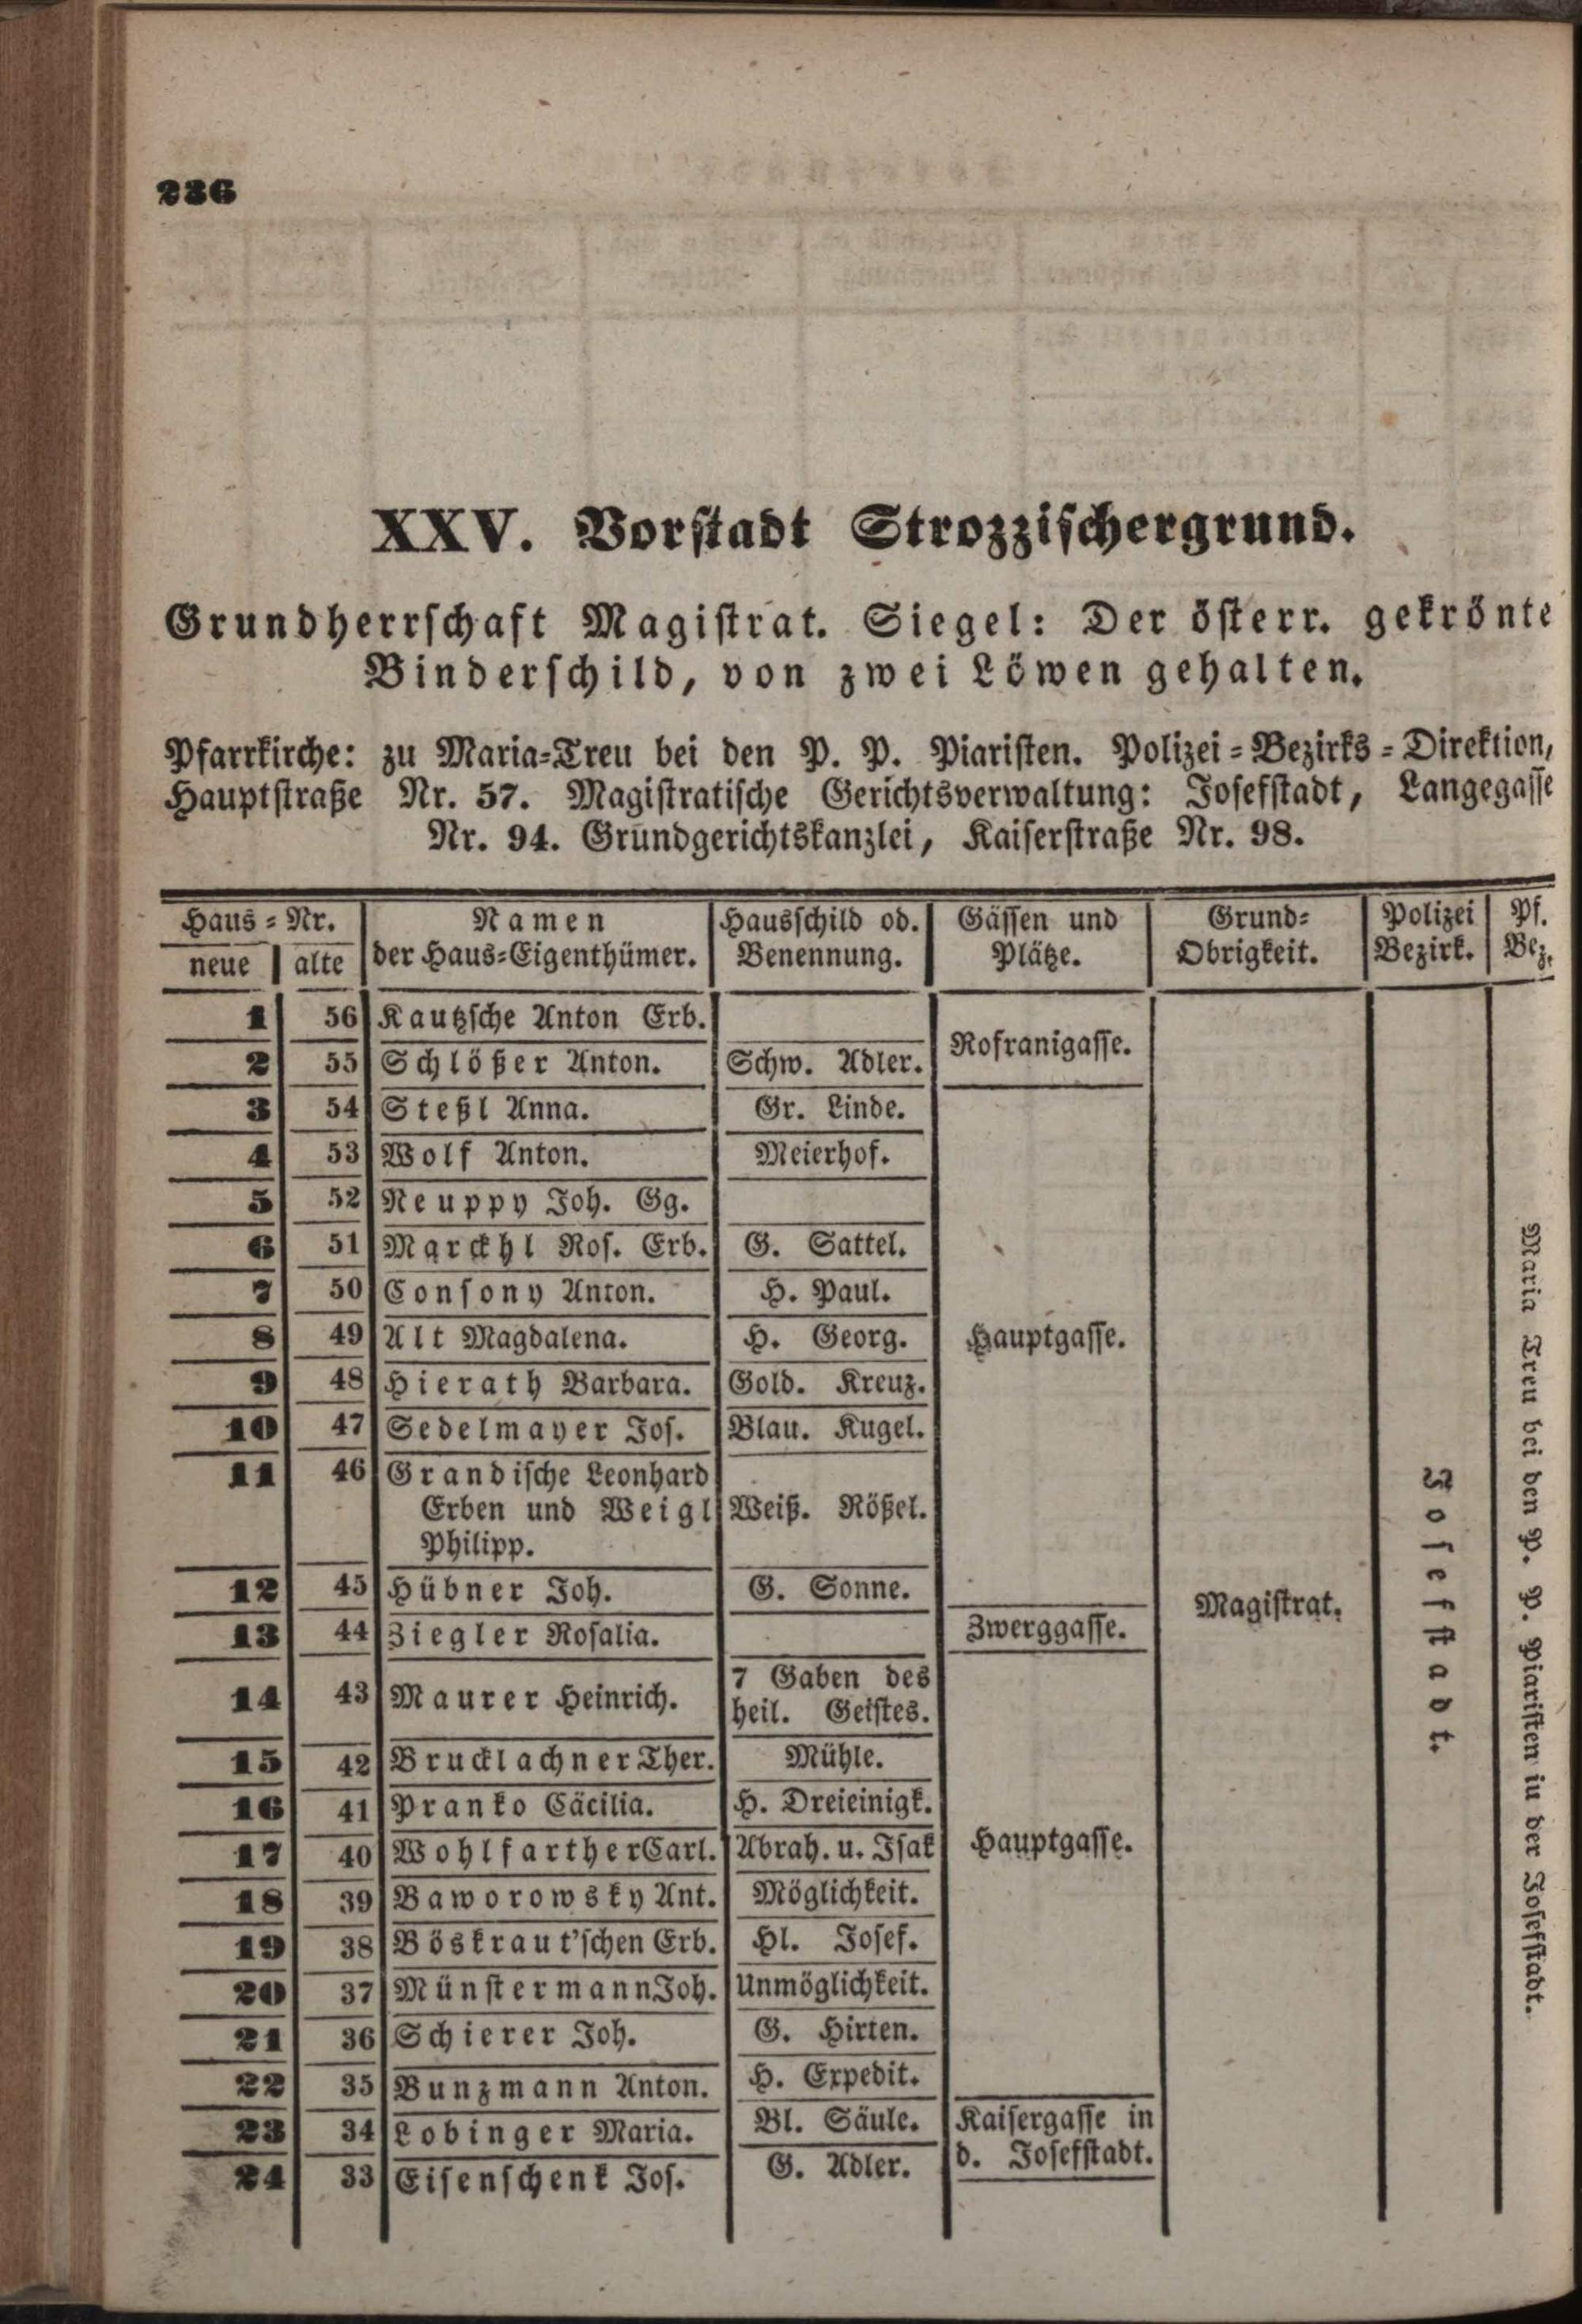 236
XXV. Vorstadt Strozzischergrund.
Grundherrschaft Magistrat. Siegel: Der österr. gekrönte
Binderschild, von zwei Löwen gehalten.
Pfarrkirche: zu Maria-Treu bei den P. P. Piaristen. Polizei-Bezirks-Direktion,
Hauptstraße Nr. 57. Magistratische Gerichtsverwaltung: Josefstadt, Langegasse
Nr. 94. Grundgerichtskanzlei, Kaiserstraße Nr. 98.
Haus-Nr. Namen Hausschild od. Gässen und Grund- Polizei Pf.
neue alte der Haus-Eigenthümer. Benennung. Plätze. Obrigkeit. Bezirk. Bez.
1 56 Kautzsche Anton Erb.
Rofranigasse.
2 55 Schlößer Anton. Schw. Adler.
3 54 Steßl Anna. Gr. Linde.
4 53 Wolf Anton. Meierhof.
5 52 Neuppy Joh. Gg.
6 51 Marckhl Ros. Erb. G. Sattel.
7 50 Consony Anton. H. Paul.
8 49 Alt Magdalena. H. Georg. Hauptgasse.
9 48 Hierath Barbara. Gold. Kreuz.
10 47 Sedelmayer Jos. Blau. Kugel.
11 46 Grandische Leonhard
Erben und Weigl Weiß. Rößel.
Philipp.
12 45 Hübner Joh. G. Sonne.
Magistrat.
13 44 Ziegler Rosalia. Zwerggasse.
14 43 Maurer Heinrich. 7 Gaben des
heil. Geistes.
15 42 Brucklachner Ther. Mühle.
16 41 Pranko Cäcilia. H. Dreieinigk.
17 40 Wohlfarther Carl. Abrah. u. Isak Hauptgasse.
18 39 Baworowsky Ant. Möglichkeit.
19 38 Böskraut'schen Erb. Hl. Josef.
20 37 Münstermann Joh. Unmöglichkeit.
21 36 Schierer Joh. G. Hirten.
22 35 Bunzmann Anton. H. Expedit.
23 34 Lobinger Maria. Bl. Säule. Kaisergasse in
d. Josefstadt.
24 33 Eisenschenk Jos. G. Adler.
Josefstadt.
Maria Treu bei den P. P. Piaristen iu der Josefstadt.